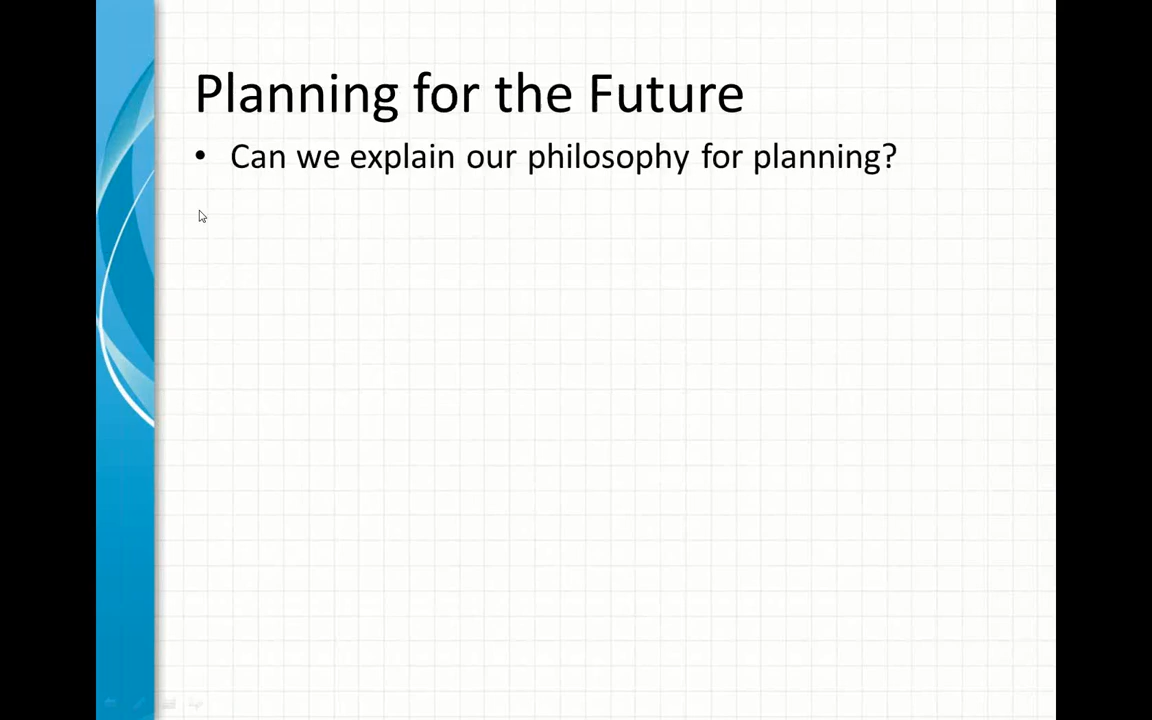 Planning for the Future
• Can we explain our philosophy for planning?